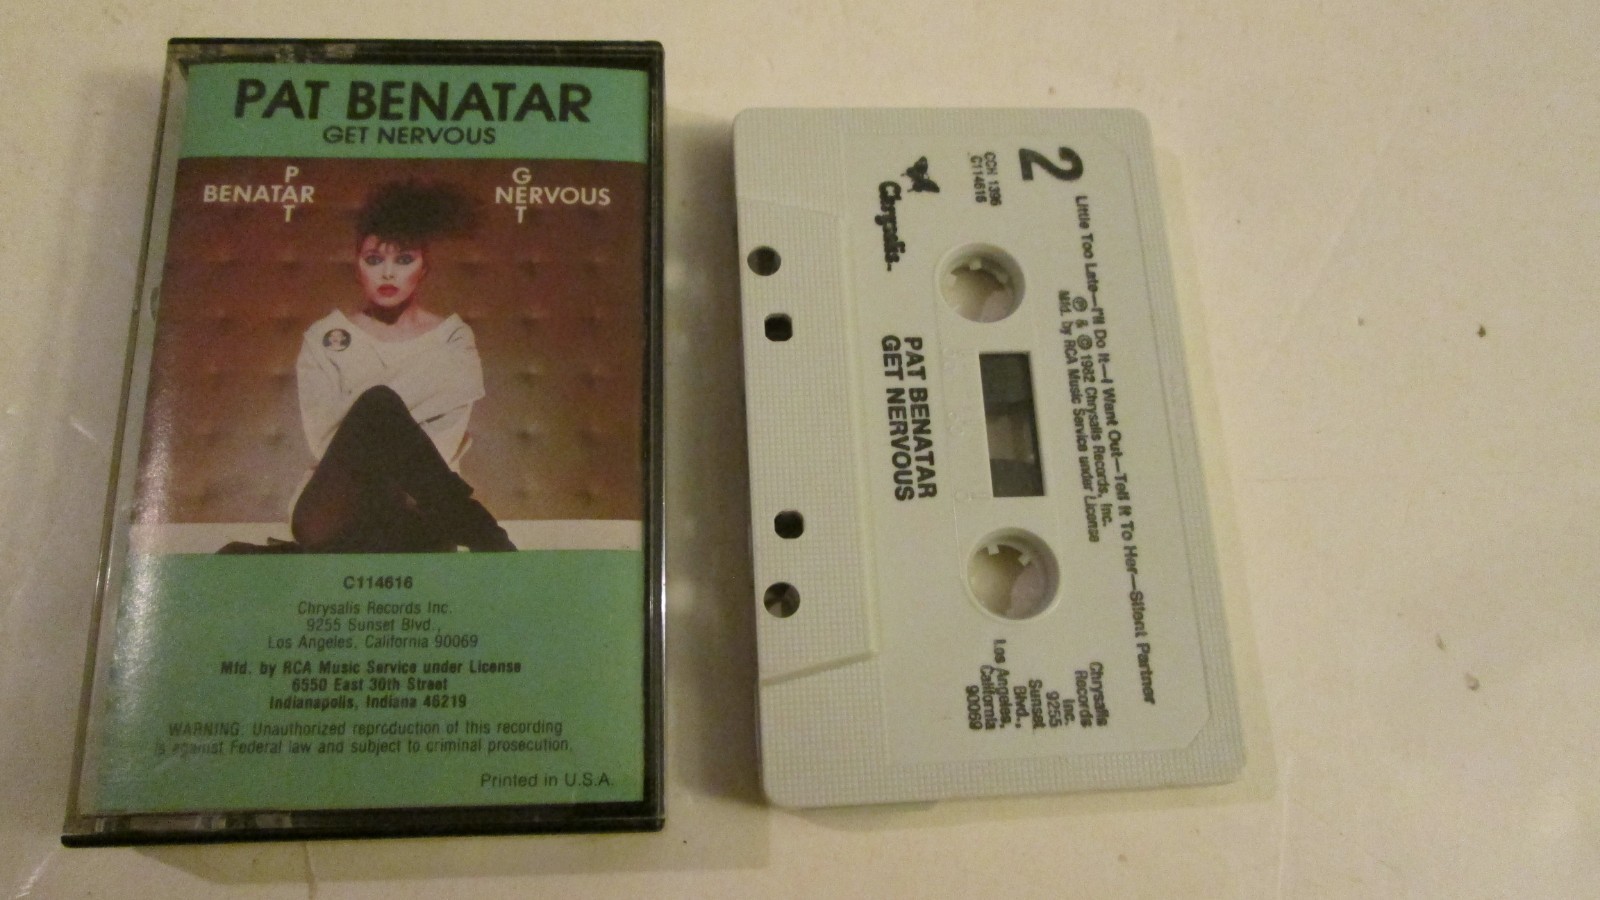 PAT BENATAR
GET NERVOUS
PAT
BENATAR
GET
NERVOUS
C114616
Chrysalis Records Inc.
9255 Sunset Blvd.,
Los Angeles, California 90069
Mfd. by RCA Music Service under License
6550 East 30th Street
Indianapolis, Indiana 46219
WARNING: Unauthorized reproduction of this recording
is against Federal law and subject to criminal prosecution.
Printed in U.S.A.
2
Little Too Late—I'll Do It—I Want Out—Tell It To Her—Silent Partner
℗ & © 1982 Chrysalis Records, Inc.
Mfd. by RCA Music Service under License
CCH 1396
C114616
Chrysalis
PAT BENATAR
GET NERVOUS
Chrysalis
Records
Inc.
9255
Sunset
Blvd.,
Los Angeles,
California
90069